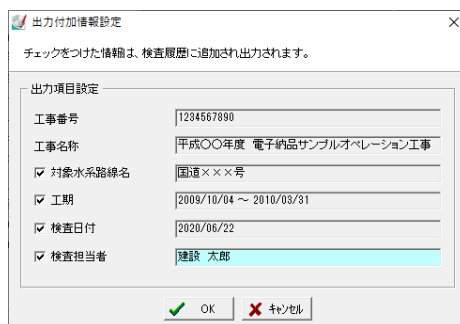 出力付加情報設定
チェックをつけた情報は、検査履歴に追加され出力されます。
出力項目設定
工事番号 1234567890
工事名称 平成〇〇年度 電子納品サンプルオペレーション工事
対象水系路線名 国道×××号
工期 2009/10/04 ～ 2010/03/31
検査日付 2020/06/22
検査担当者 建設 太郎
OK キャンセル